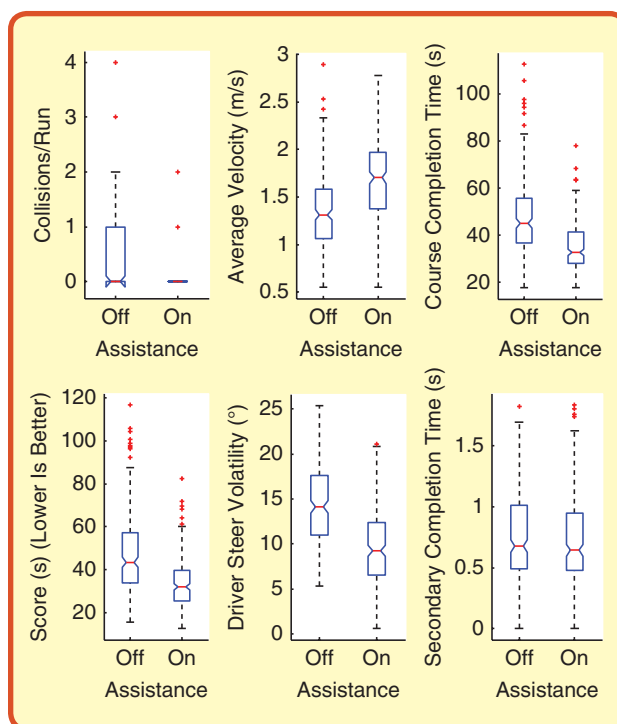 Collisions/Run
4
3
2
1
0
Off On
Assistance
Average Velocity (m/s)
3
2.5
2
1.5
1
0.5
Off On
Assistance
Course Completion Time (s)
100
80
60
40
20
Off On
Assistance
Score (s) (Lower Is Better)
120
100
80
60
40
20
Off On
Assistance
Driver Steer Volatility (°)
25
20
15
10
5
0
Off On
Assistance
Secondary Completion Time (s)
1.5
1
0.5
0
Off On
Assistance